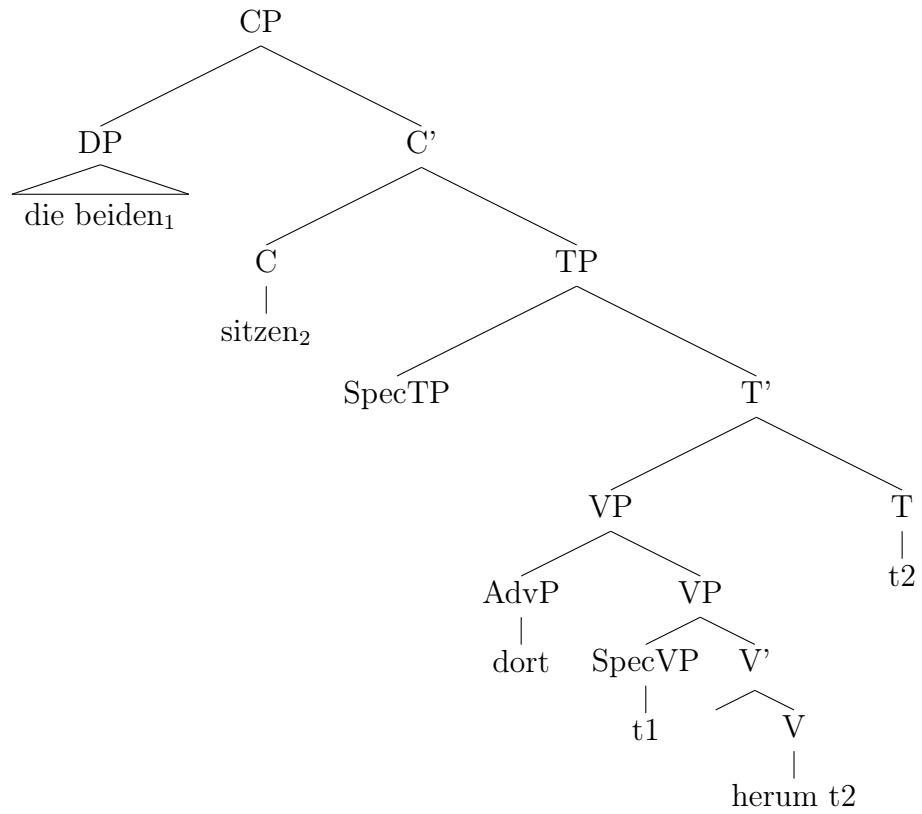 CP
DP C'
die beiden₁
C TP
sitzen₂
SpecTP T'
VP T
t2
AdvP VP
dort
SpecVP V'
t1
V
herum t2